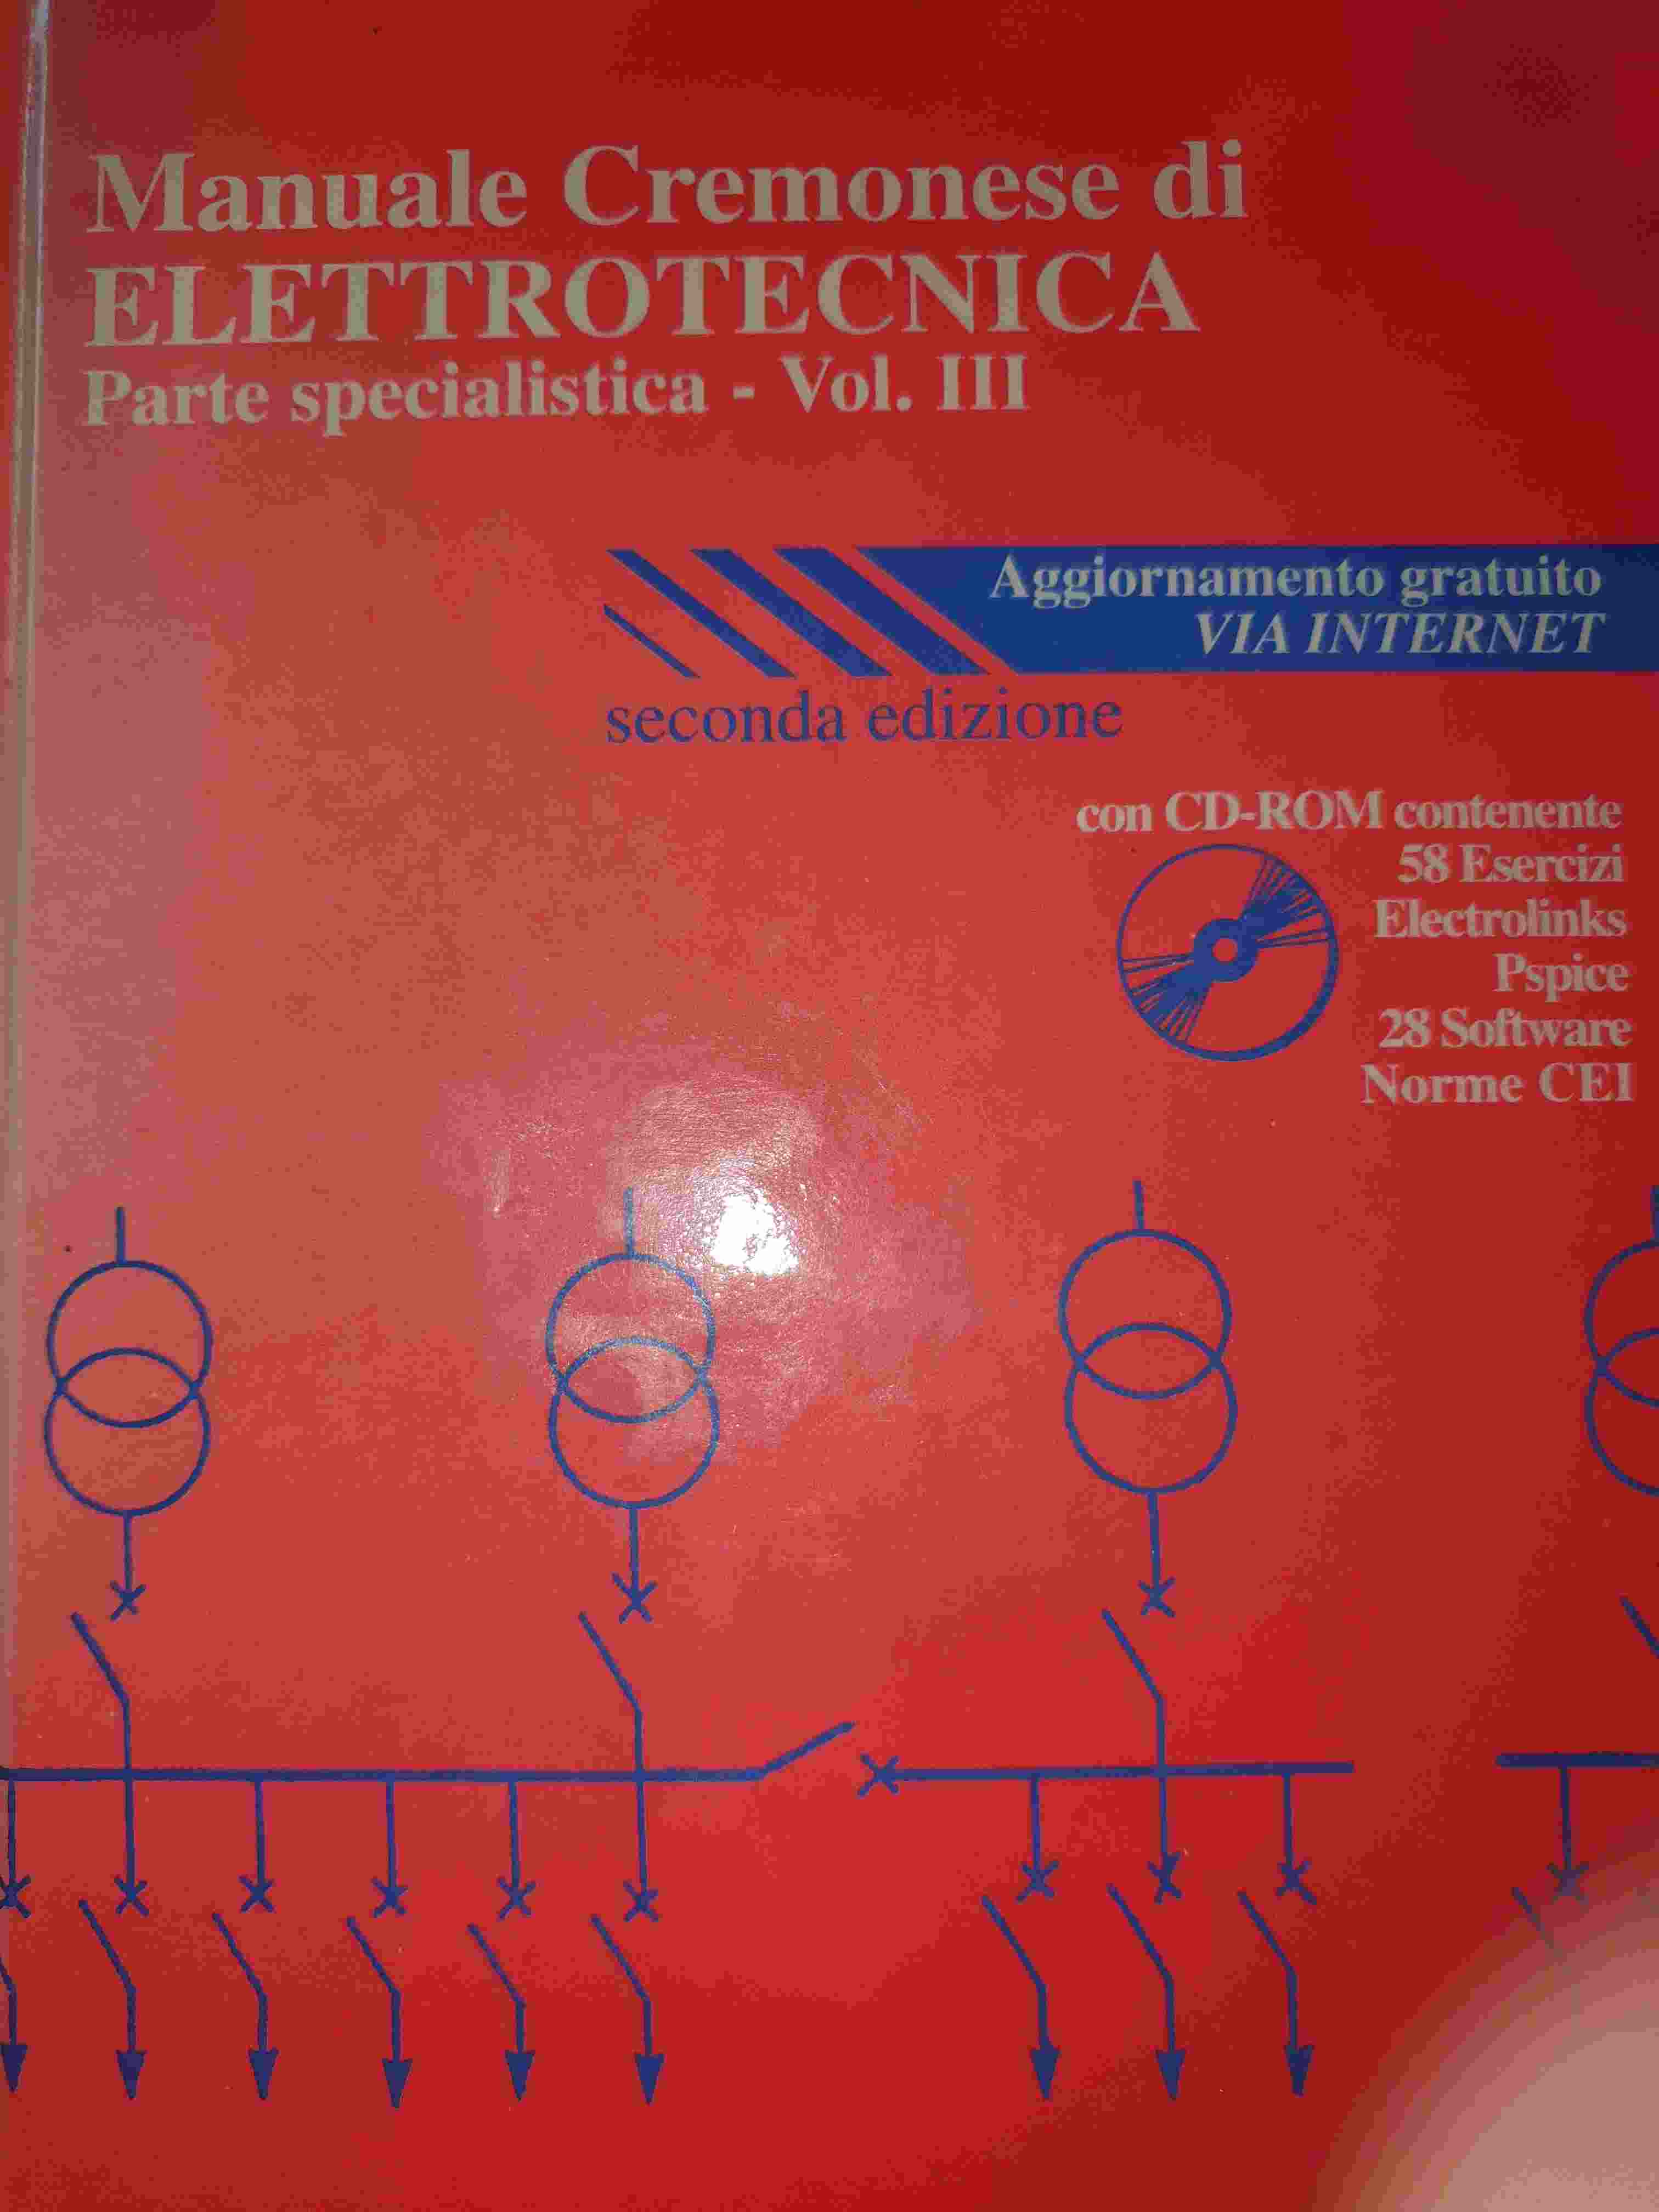 Manuale Cremonese di
ELETTROTECNICA
Parte specialistica - Vol. III
Aggiornamento gratuito
VIA INTERNET
seconda edizione
con CD-ROM contenente
58 Esercizi
Electrolinks
Pspice
28 Software
Norme CEI